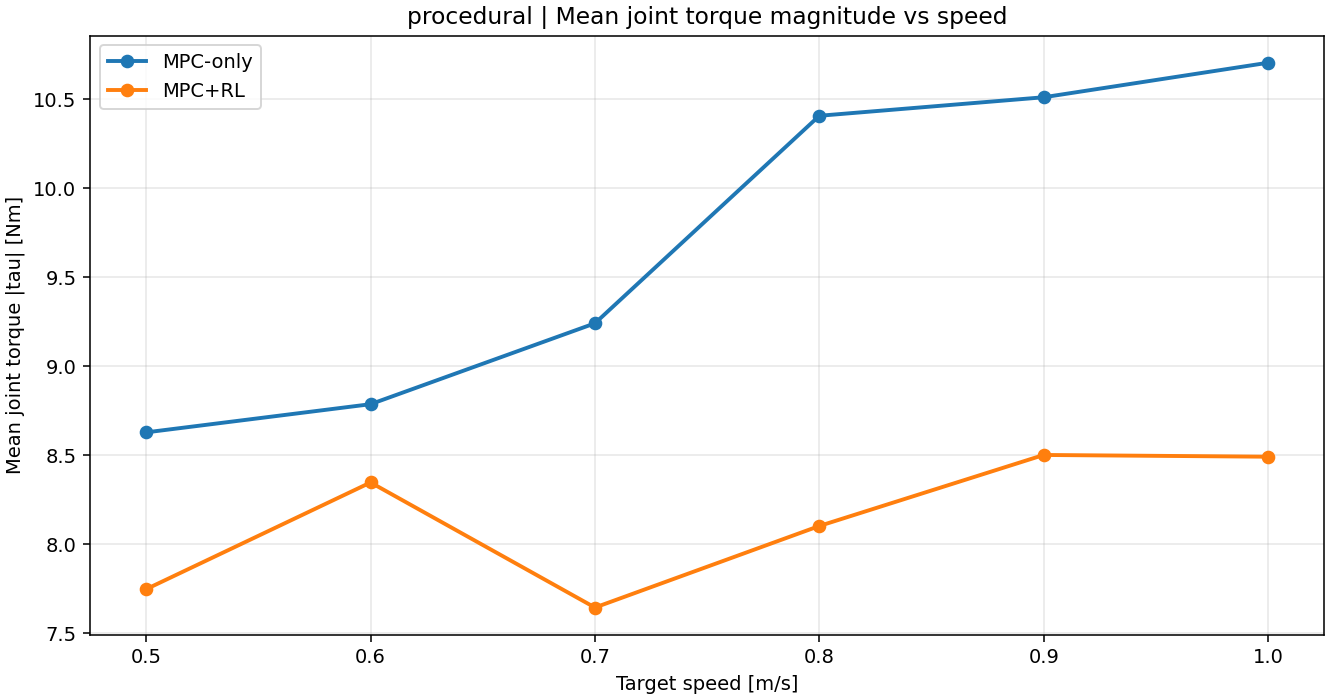 procedural | Mean joint torque magnitude vs speed
MPC-only
MPC+RL
Mean joint torque |tau| [Nm]
10.5
10.0
9.5
9.0
8.5
8.0
7.5
0.5 0.6 0.7 0.8 0.9 1.0
Target speed [m/s]